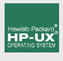 Hewlett-Packard
HP-UX
OPERATING SYSTEM